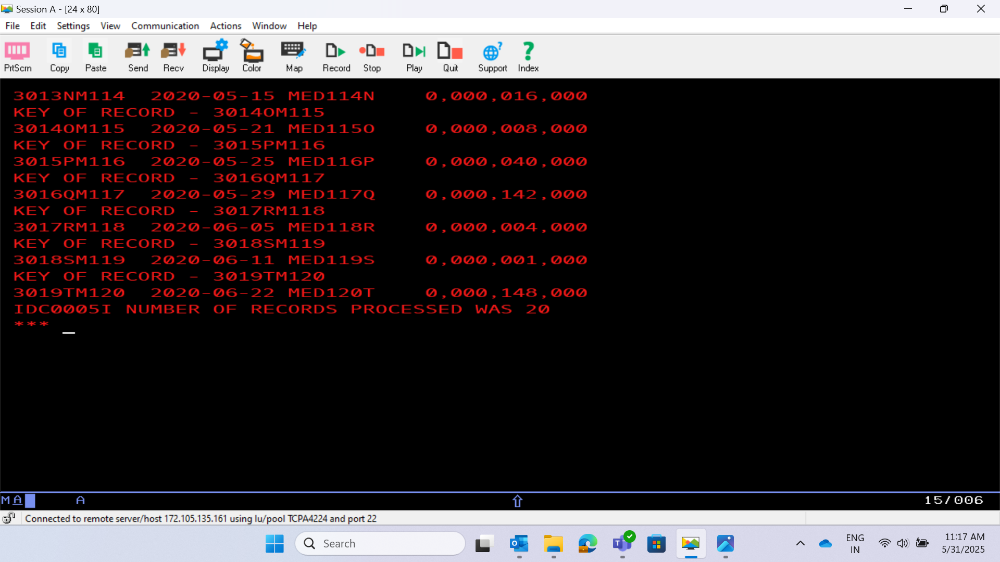 Session A - [24 x 80]
File Edit Settings View Communication Actions Window Help
PrtScrn Copy Paste Send Recv Display Color Map Record Stop Play Quit Support Index
3013NM114 2020-05-15 MED114N 0,000,016,000
KEY OF RECORD - 3014OM115
3014OM115 2020-05-21 MED115O 0,000,008,000
KEY OF RECORD - 3015PM116
3015PM116 2020-05-25 MED116P 0,000,040,000
KEY OF RECORD - 3016QM117
3016QM117 2020-05-29 MED117Q 0,000,142,000
KEY OF RECORD - 3017RM118
3017RM118 2020-06-05 MED118R 0,000,004,000
KEY OF RECORD - 3018SM119
3018SM119 2020-06-11 MED119S 0,000,001,000
KEY OF RECORD - 3019TM120
3019TM120 2020-06-22 MED120T 0,000,148,000
IDC0005I NUMBER OF RECORDS PROCESSED WAS 20
*** _
MA A 15/006
Connected to remote server/host 172.105.135.161 using lu/pool TCPA4224 and port 22
Search
ENG
IN
11:17 AM
5/31/2025